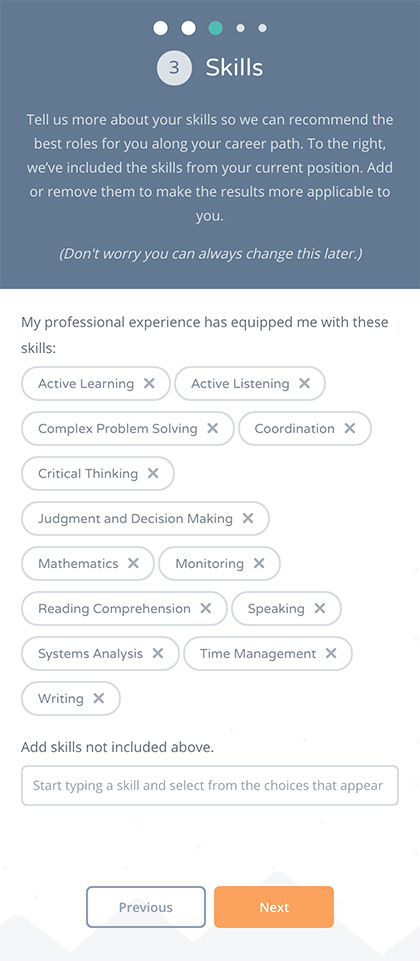 3 Skills
Tell us more about your skills so we can recommend the
best roles for you along your career path. To the right,
we’ve included the skills from your current position. Add
or remove them to make the results more applicable to
you.
(Don't worry you can always change this later.)
My professional experience has equipped me with these
skills:
Active Learning ✕ Active Listening ✕
Complex Problem Solving ✕ Coordination ✕
Critical Thinking ✕
Judgment and Decision Making ✕
Mathematics ✕ Monitoring ✕
Reading Comprehension ✕ Speaking ✕
Systems Analysis ✕ Time Management ✕
Writing ✕
Add skills not included above.
Start typing a skill and select from the choices that appear
Previous Next